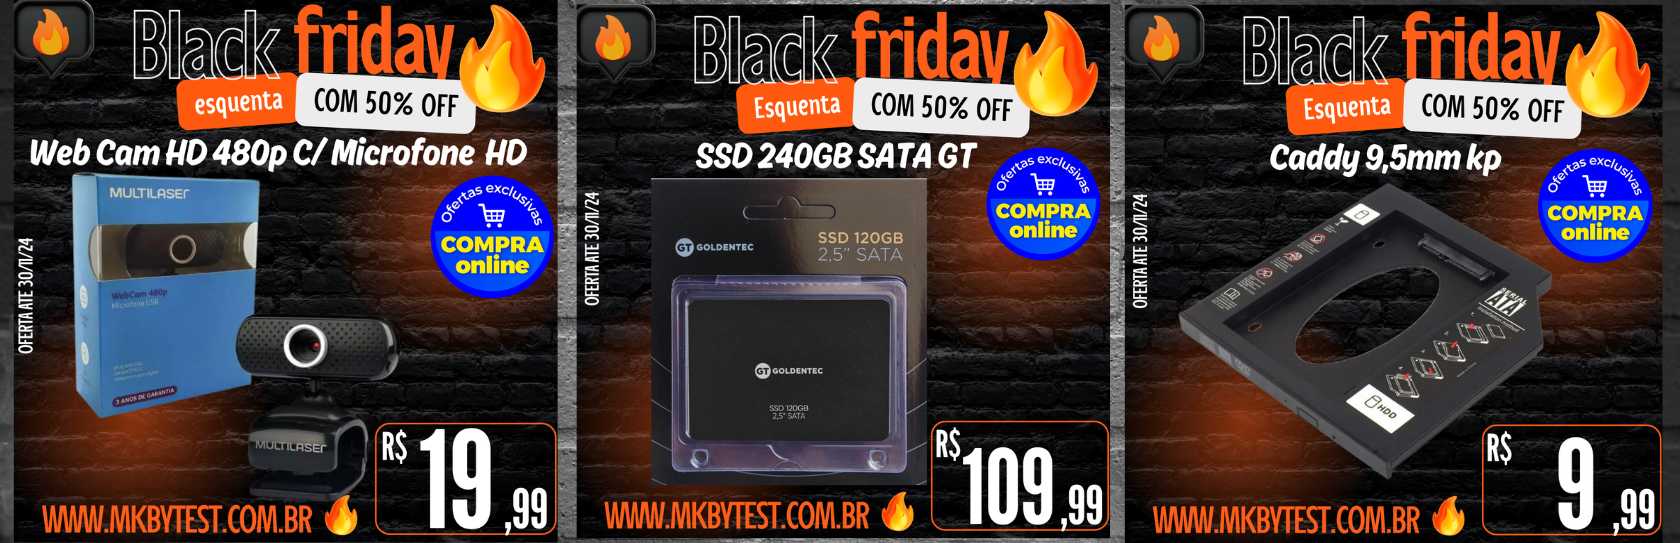 Black friday
esquenta
COM 50% OFF
Web Cam HD 480p C/ Microfone HD
Ofertas exclusivas
COMPRA
online
OFERTA ATE 30/11/24
MULTILASER
WebCam 480p
Microfone USB
3 ANOS DE GARANTIA
MULTILASER
R$ 19,99
WWW.MKBYTEST.COM.BR
Black friday
Esquenta
COM 50% OFF
SSD 240GB SATA GT
Ofertas exclusivas
COMPRA
online
OFERTA ATE 30/11/24
GT GOLDENTEC
SSD 120GB
2,5" SATA
GT GOLDENTEC
SSD 120GB
2,5" SATA
R$ 109,99
WWW.MKBYTEST.COM.BR
Black friday
Esquenta
COM 50% OFF
Caddy 9,5mm kp
Ofertas exclusivas
COMPRA
online
OFERTA ATE 30/11/24
SERIAL
ATA
HDD
R$ 9,99
WWW.MKBYTEST.COM.BR